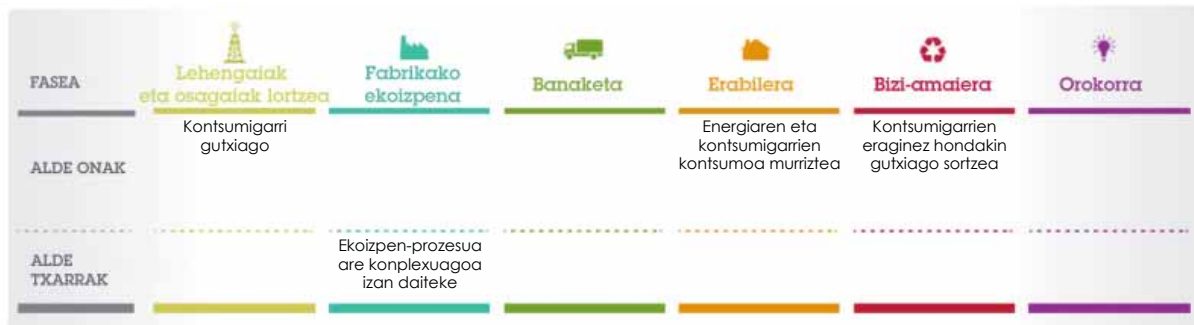 FASEA
Lehengaiak
eta osagaiak lortzea
Fabrikako
ekoizpena
Banaketa
Erabilera
Bizi-amaiera
Orokorra
ALDE ONAK
Kontsumigarri
gutxiago
Energiaren eta
kontsumigarrien
kontsumoa murriztea
Kontsumigarrien
eraginez hondakin
gutxiago sortzea
ALDE
TXARRAK
Ekoizpen-prozesua
are konplexuagoa
izan daiteke